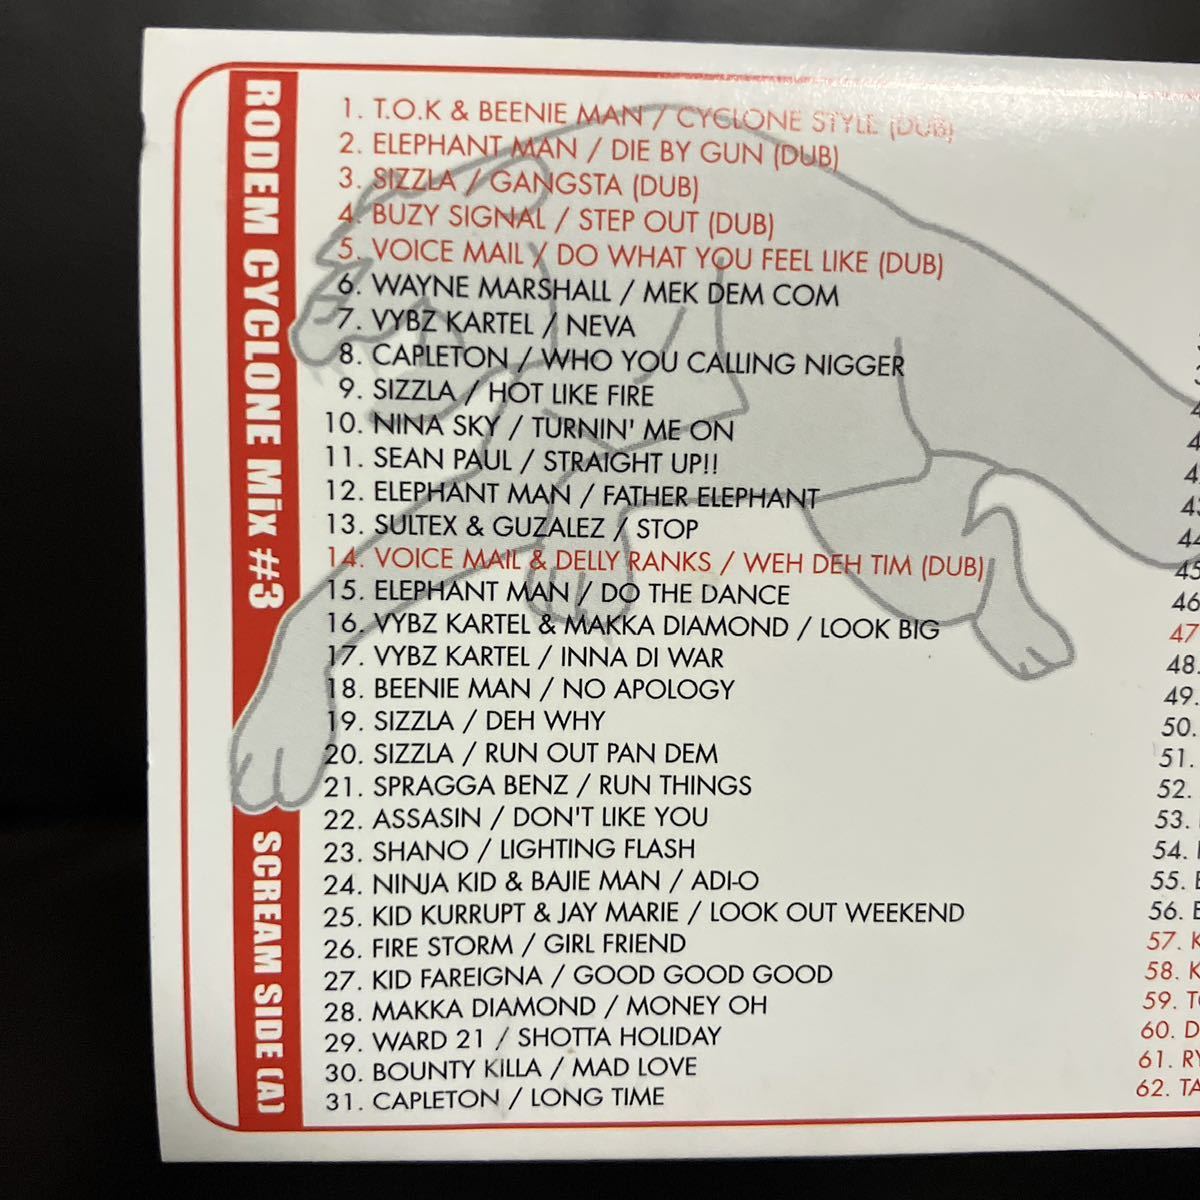 RODEM CYCLONE Mix #3
SCREAM SIDE (A)
1. T.O.K & BEENIE MAN / CYCLONE STYLE (DUB)
2. ELEPHANT MAN / DIE BY GUN (DUB)
3. SIZZLA / GANGSTA (DUB)
4. BUZY SIGNAL / STEP OUT (DUB)
5. VOICE MAIL / DO WHAT YOU FEEL LIKE (DUB)
6. WAYNE MARSHALL / MEK DEM COM
7. VYBZ KARTEL / NEVA
8. CAPLETON / WHO YOU CALLING NIGGER
9. SIZZLA / HOT LIKE FIRE
10. NINA SKY / TURNIN' ME ON
11. SEAN PAUL / STRAIGHT UP!!
12. ELEPHANT MAN / FATHER ELEPHANT
13. SULTEX & GUZALEZ / STOP
14. VOICE MAIL & DELLY RANKS / WEH DEH TIM (DUB)
15. ELEPHANT MAN / DO THE DANCE
16. VYBZ KARTEL & MAKKA DIAMOND / LOOK BIG
17. VYBZ KARTEL / INNA DI WAR
18. BEENIE MAN / NO APOLOGY
19. SIZZLA / DEH WHY
20. SIZZLA / RUN OUT PAN DEM
21. SPRAGGA BENZ / RUN THINGS
22. ASSASIN / DON'T LIKE YOU
23. SHANO / LIGHTING FLASH
24. NINJA KID & BAJIE MAN / ADI-O
25. KID KURRUPT & JAY MARIE / LOOK OUT WEEKEND
26. FIRE STORM / GIRL FRIEND
27. KID FAREIGNA / GOOD GOOD GOOD
28. MAKKA DIAMOND / MONEY OH
29. WARD 21 / SHOTTA HOLIDAY
30. BOUNTY KILLA / MAD LOVE
31. CAPLETON / LONG TIME
43
44
45
46
47
48.
49.
50.
51.
52.
53.
54.
55.
56.
57. K
58. K
59.
60. D
61. RY
62. TA